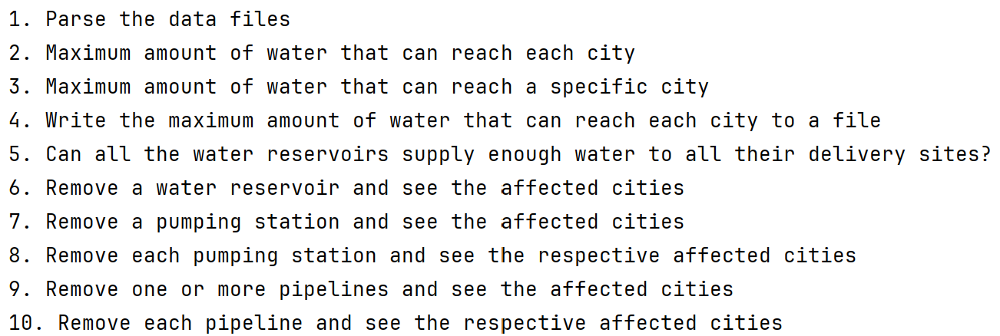 1. Parse the data files
2. Maximum amount of water that can reach each city
3. Maximum amount of water that can reach a specific city
4. Write the maximum amount of water that can reach each city to a file
5. Can all the water reservoirs supply enough water to all their delivery sites?
6. Remove a water reservoir and see the affected cities
7. Remove a pumping station and see the affected cities
8. Remove each pumping station and see the respective affected cities
9. Remove one or more pipelines and see the affected cities
10. Remove each pipeline and see the respective affected cities